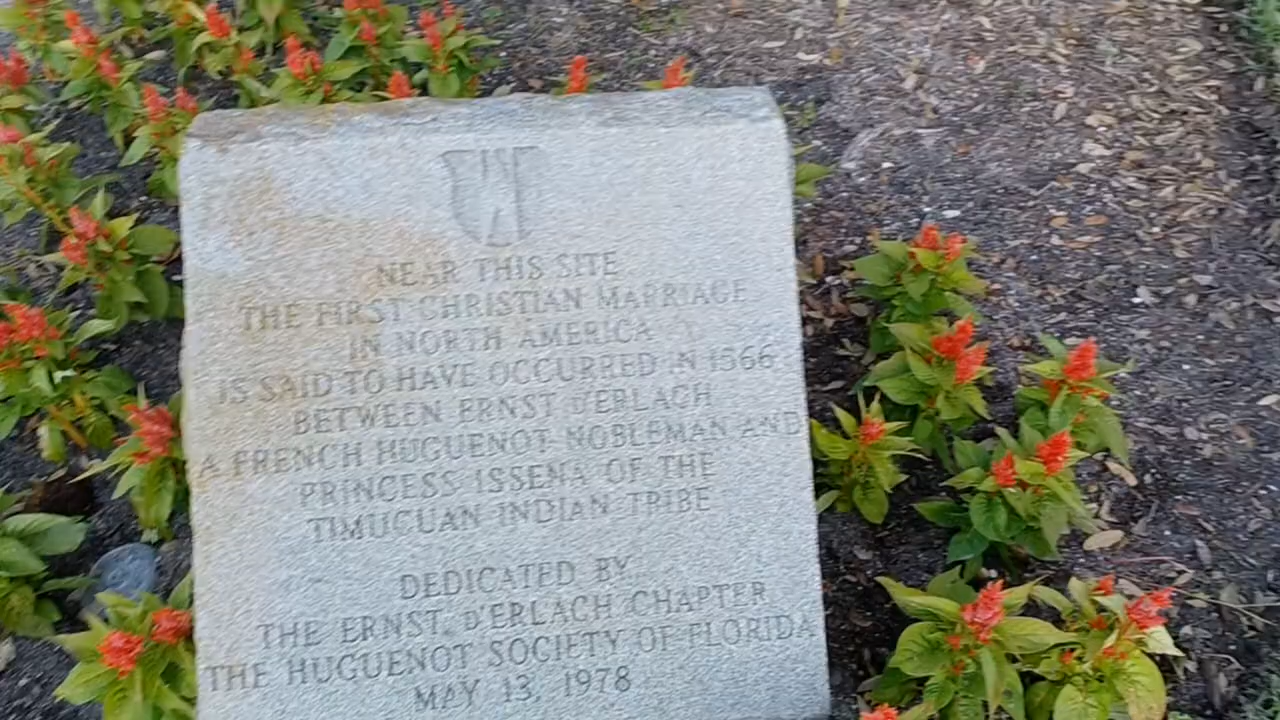 NEAR THIS SITE
THE FIRST CHRISTIAN MARRIAGE
IN NORTH AMERICA
IS SAID TO HAVE OCCURRED IN 1566
BETWEEN ERNST D'ERLACH
A FRENCH HUGUENOT NOBLEMAN AND
PRINCESS ISSENA OF THE
TIMUCUAN INDIAN TRIBE
DEDICATED BY
THE ERNST D'ERLACH CHAPTER
THE HUGUENOT SOCIETY OF FLORIDA
MAY 13, 1978